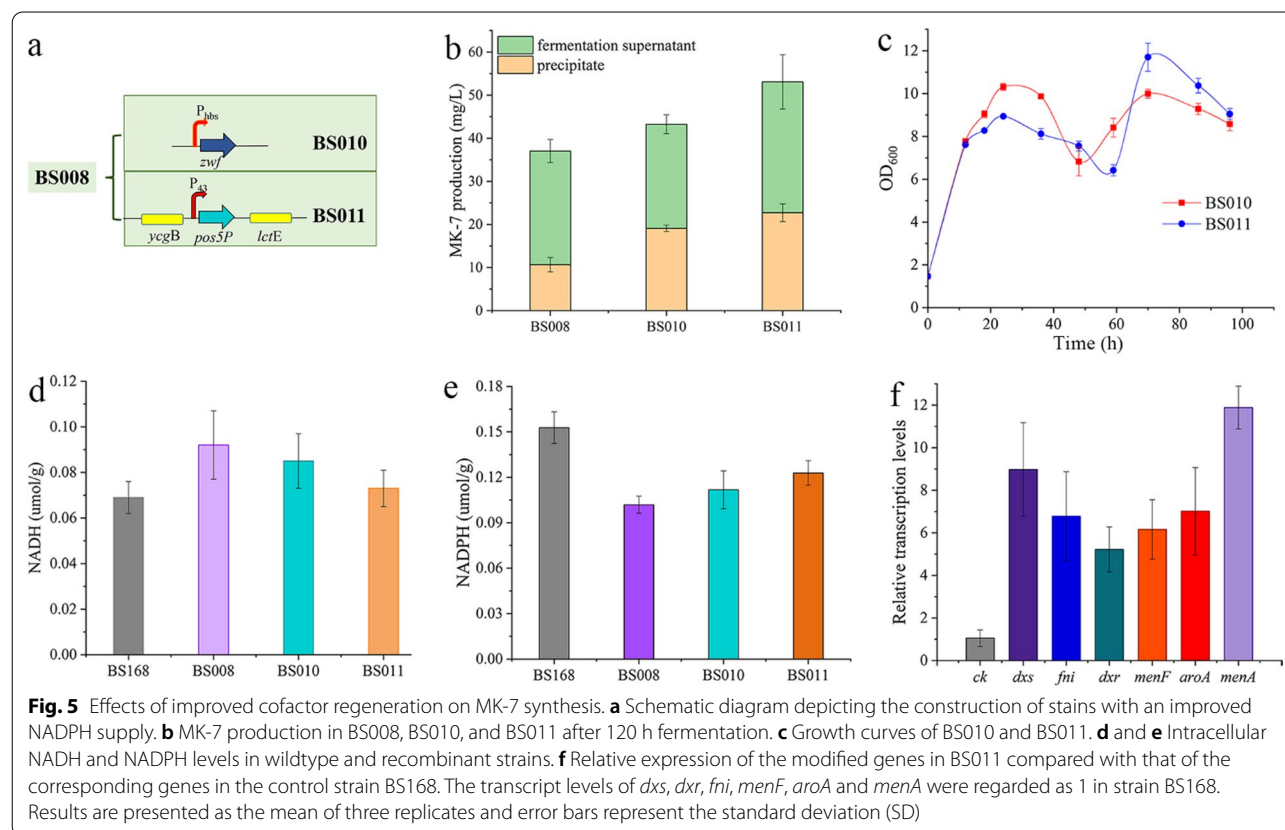 a
P_hbs
zwf
BS010
BS008
P_43
ycgB
pos5P
lctE
BS011
b
fermentation supernatant
precipitate
MK-7 production (mg/L)
60
50
40
30
20
10
0
BS008
BS010
BS011
c
OD_600
12
10
8
6
4
2
0
BS010
BS011
0
20
40
60
80
100
Time (h)
d
NADH (umol/g)
0.12
0.10
0.08
0.06
0.04
0.02
0.00
BS168
BS008
BS010
BS011
e
NADPH (umol/g)
0.18
0.15
0.12
0.09
0.06
0.03
0.00
BS168
BS008
BS010
BS011
f
Relative transcription levels
12
10
8
6
4
2
0
ck
dxs
fni
dxr
menF
aroA
menA
Fig. 5 Effects of improved cofactor regeneration on MK-7 synthesis. a Schematic diagram depicting the construction of stains with an improved
NADPH supply. b MK-7 production in BS008, BS010, and BS011 after 120 h fermentation. c Growth curves of BS010 and BS011. d and e Intracellular
NADH and NADPH levels in wildtype and recombinant strains. f Relative expression of the modified genes in BS011 compared with that of the
corresponding genes in the control strain BS168. The transcript levels of dxs, dxr, fni, menF, aroA and menA were regarded as 1 in strain BS168.
Results are presented as the mean of three replicates and error bars represent the standard deviation (SD)